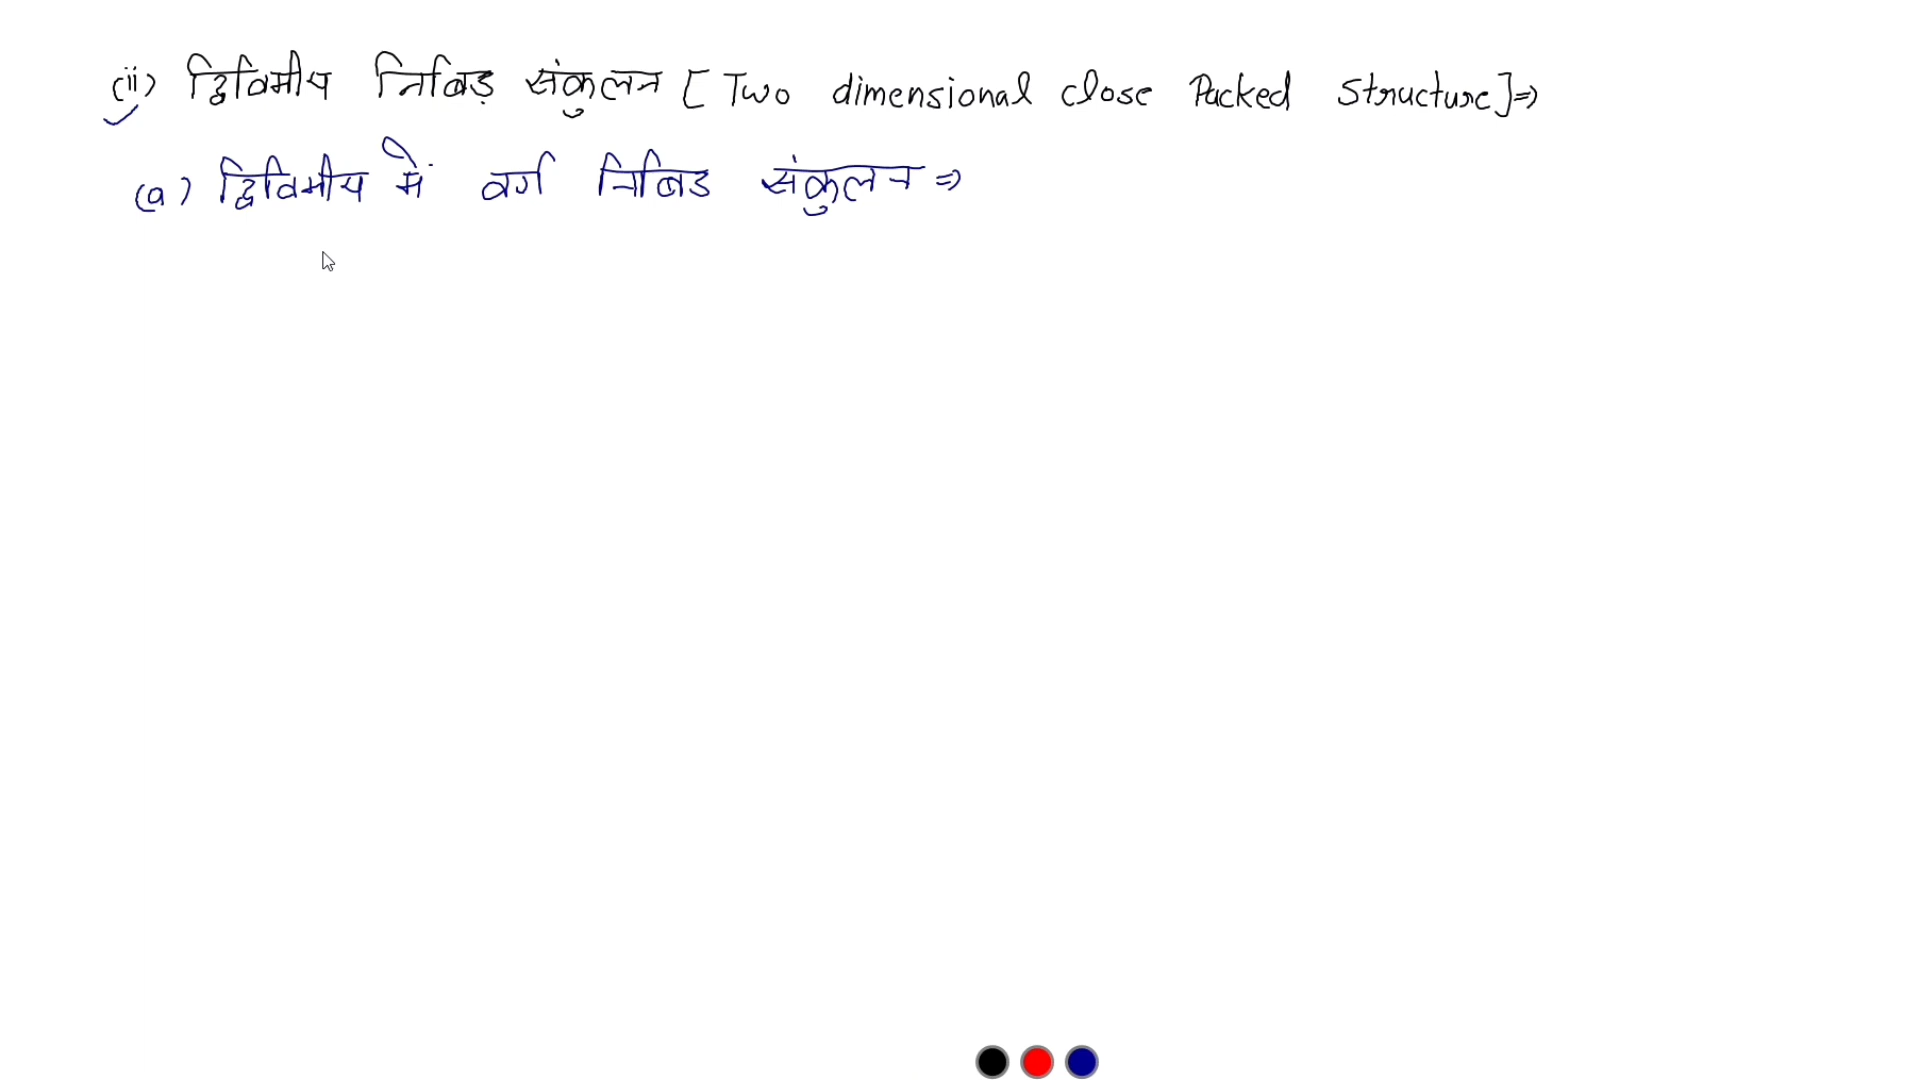 (ii) द्विविमीय निबिड़ संकुलन [Two dimensional close Packed Structure]⇒
(a) द्विविमीय में वर्ग निबिड संकुलन ⇒